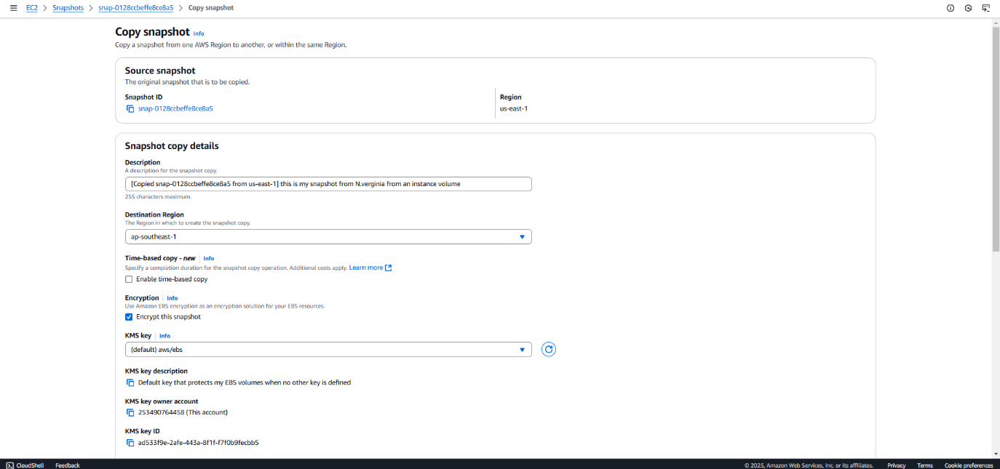 EC2 > Snapshots > snap-0128ccbeffe8ce8a5 > Copy snapshot
Copy snapshot Info
Copy a snapshot from one AWS Region to another, or within the same Region.
Source snapshot
The original snapshot that is to be copied.
Snapshot ID
snap-0128ccbeffe8ce8a5
Region
us-east-1
Snapshot copy details
Description
A description for the snapshot copy.
[Copied snap-0128ccbeffe8ce8a5 from us-east-1] this is my snapshot from N.verginia from an instance volume
255 characters maximum.
Destination Region
The Region in which to create the snapshot copy.
ap-southeast-1
Time-based copy - new Info
Specify a completion duration for the snapshot copy operation. Additional costs apply. Learn more
Enable time-based copy
Encryption Info
Use Amazon EBS encryption as an encryption solution for your EBS resources.
Encrypt this snapshot
KMS key Info
(default) aws/ebs
KMS key description
Default key that protects my EBS volumes when no other key is defined
KMS key owner account
253490764458 (This account)
KMS key ID
ad533f9e-2afe-443a-8f1f-f7f0b9fecbb5
CloudShell Feedback © 2025, Amazon Web Services, Inc. or its affiliates. Privacy Terms Cookie preferences